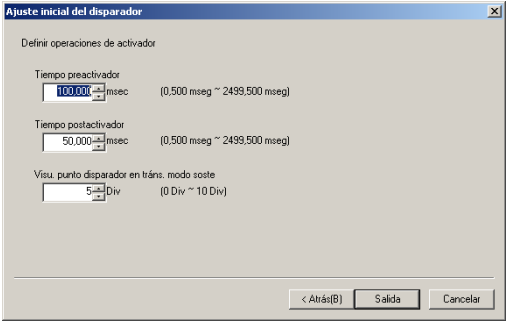 Ajuste inicial del disparador
Definir operaciones de activador
Tiempo preactivador
100,000 msec (0,500 mseg ~ 2499,500 mseg)
Tiempo postactivador
50,000 msec (0,500 mseg ~ 2499,500 mseg)
Visu. punto disparador en tráns. modo soste
5 Div (0 Div ~ 10 Div)
< Atrás(B) Salida Cancelar